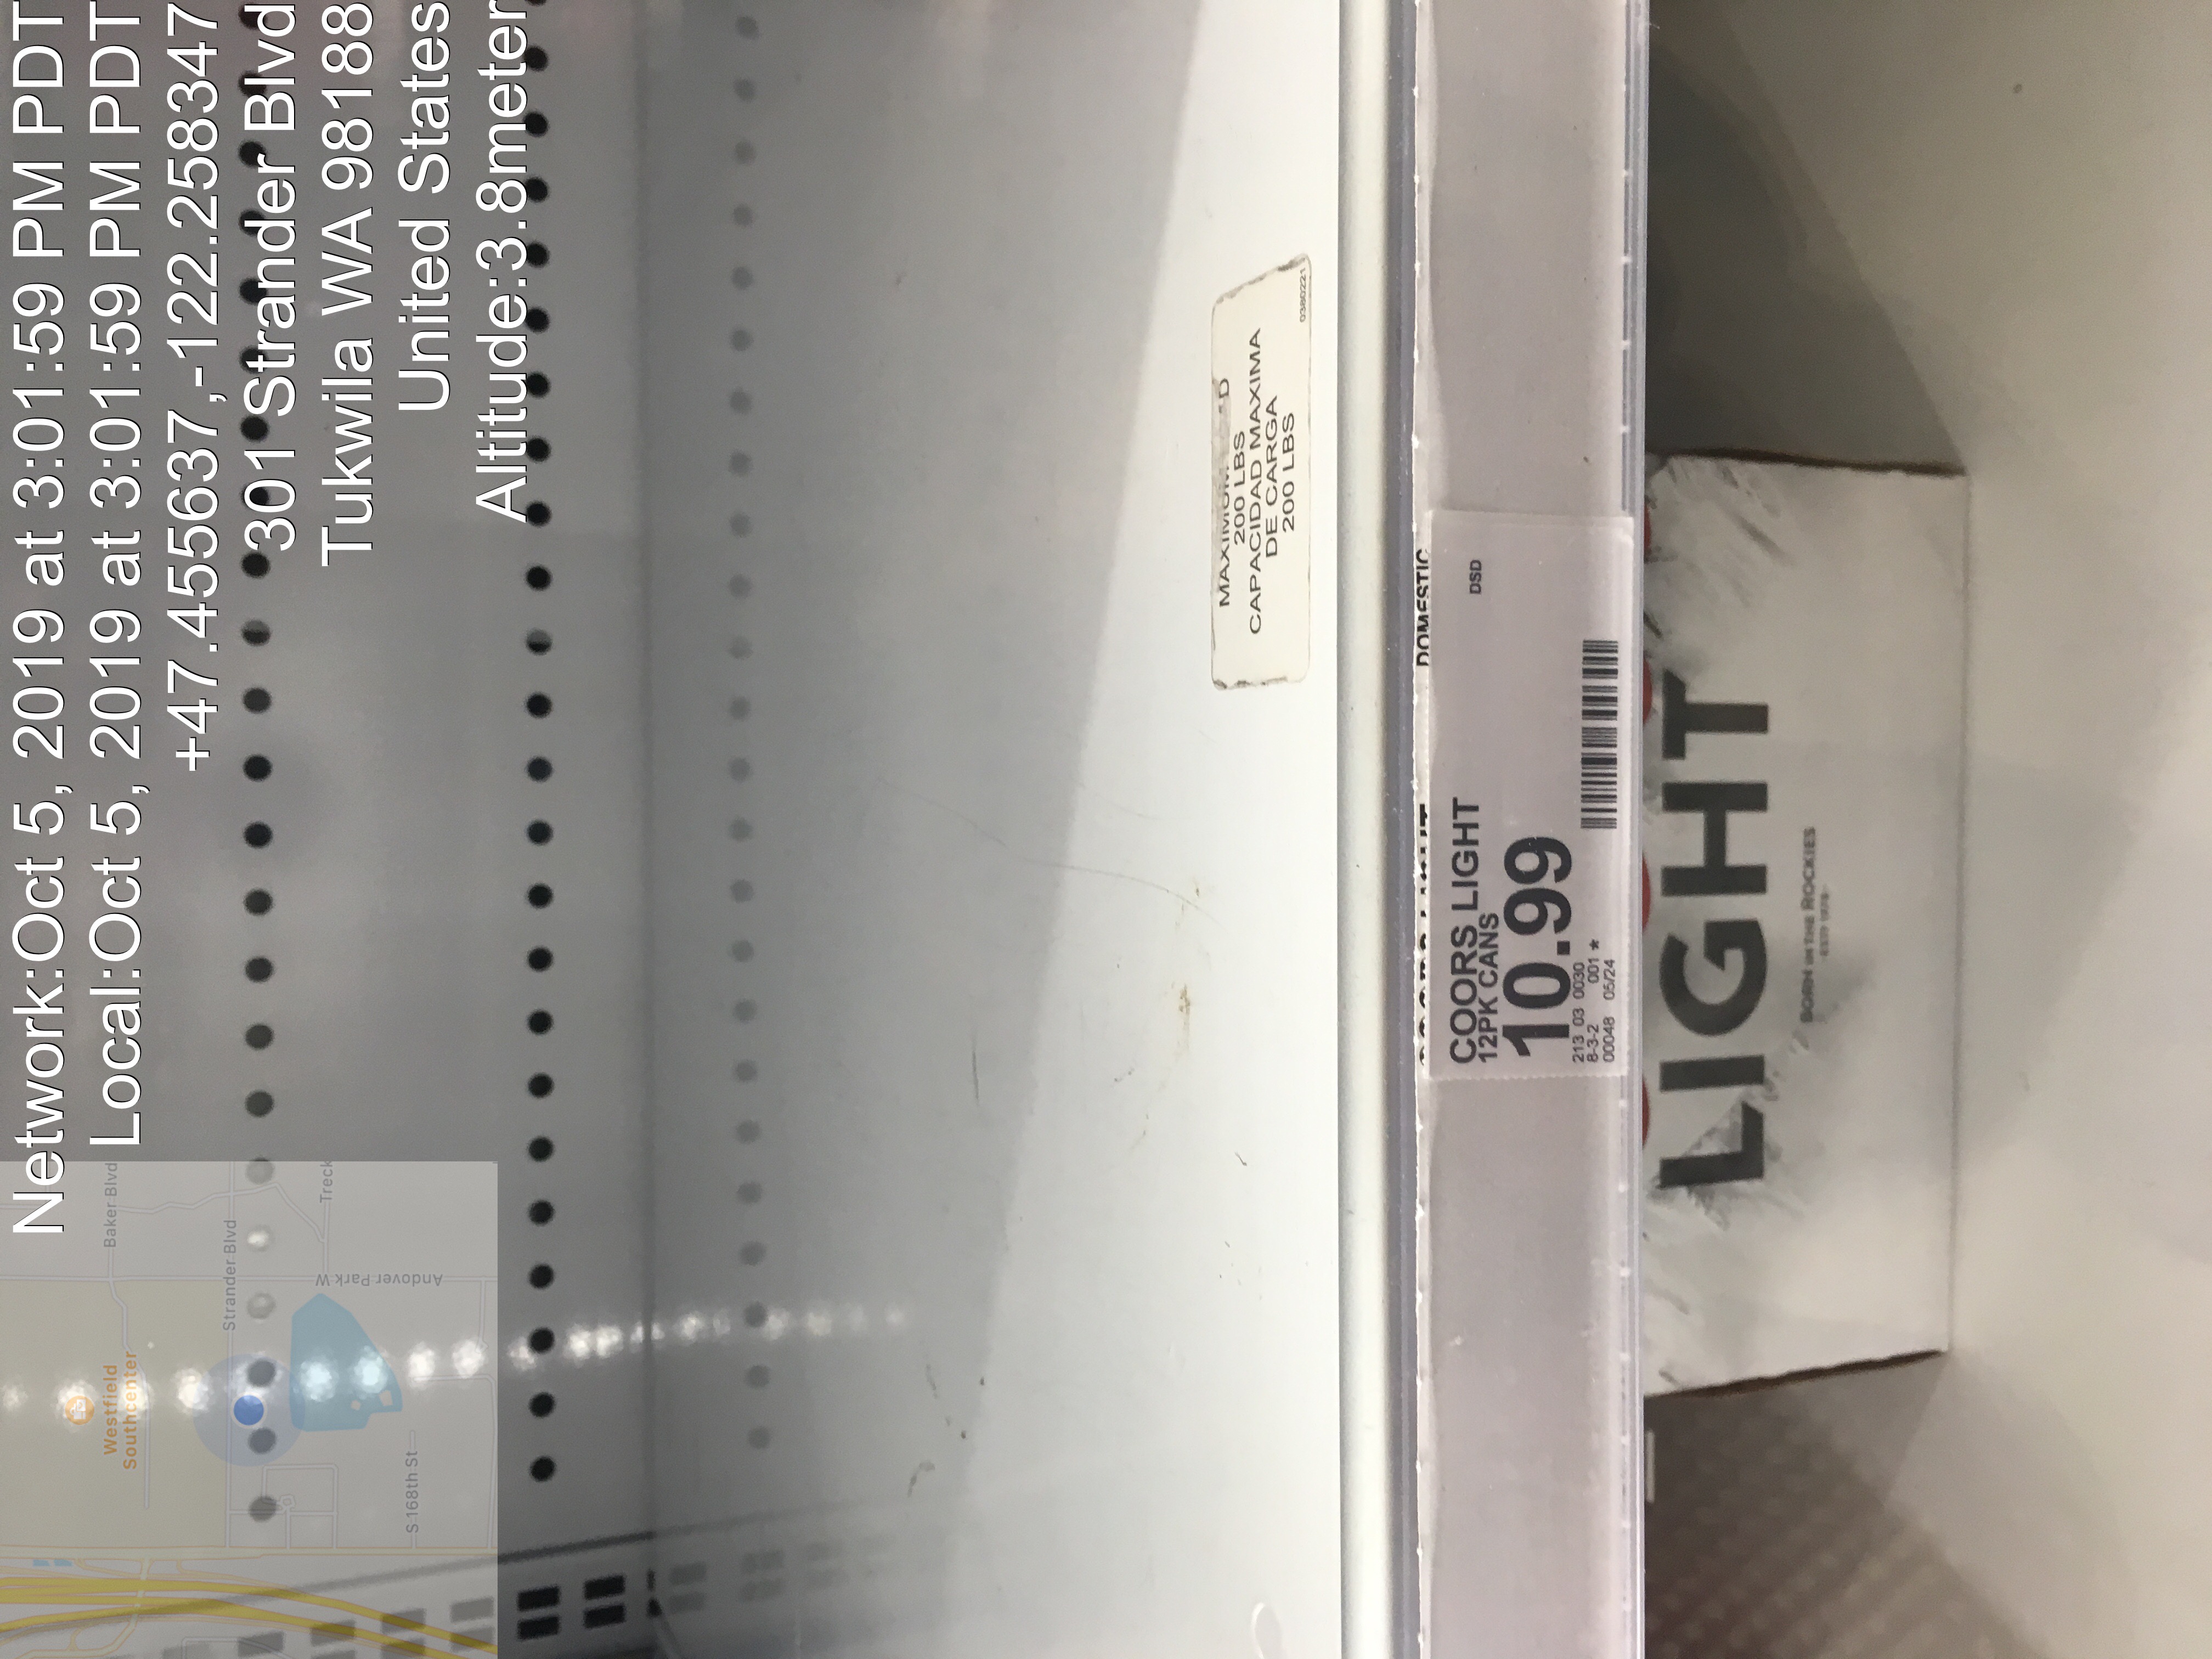 Network:Oct 5, 2019 at 3:01:59 PM PDT
Local:Oct 5, 2019 at 3:01:59 PM PDT
+47.455637,-122.258347
301 Strander Blvd
Tukwila WA 98188
United States
Altitude:3.8meter
Westfield
Southcenter
Baker Blvd
Strander Blvd
Treck
Andover Park W
S 168th St
MAXIMUM
200 LBS
CAPACIDAD MAXIMA
DE CARGA
200 LBS
0380221
DOMESTIC
COORS LIGHT
DSD
12PK CANS
10.99
213 03 0030
8-3-2 001 *
00048 05/24
LIGHT
BORN IN THE ROCKIES